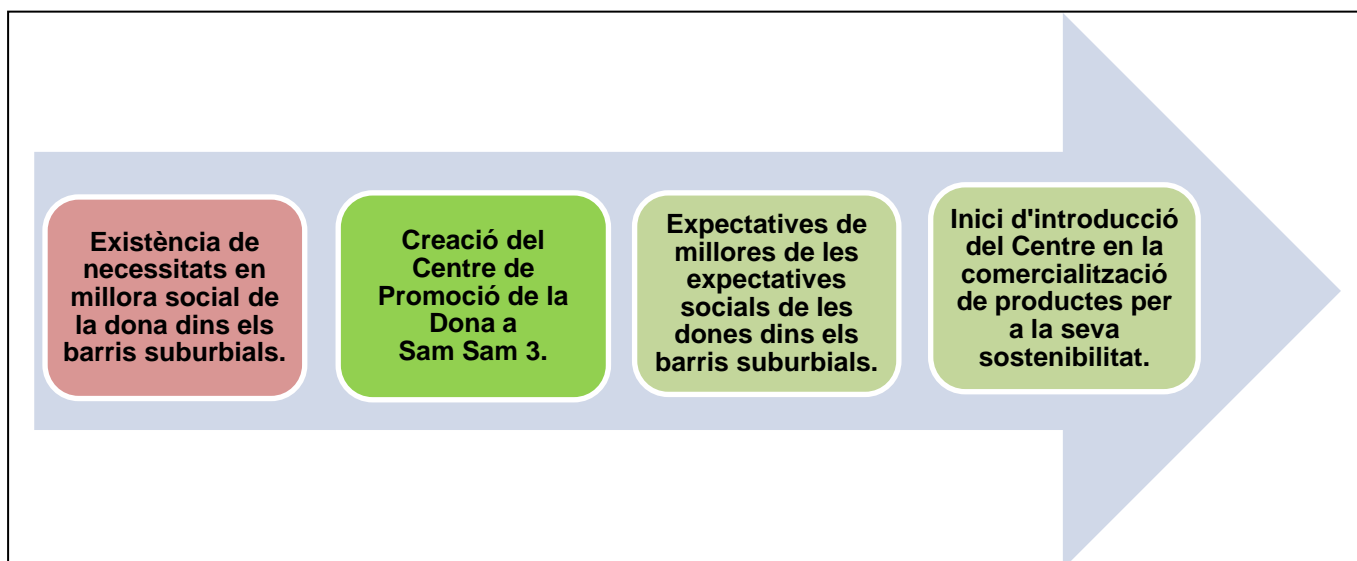 Existència de
necessitats en
millora social de
la dona dins els
barris suburbials.
Creació del
Centre de
Promoció de la
Dona a
Sam Sam 3.
Expectatives de
millores de les
expectatives
socials de les
dones dins els
barris suburbials.
Inici d'introducció
del Centre en la
comercialització
de productes per
a la seva
sostenibilitat.